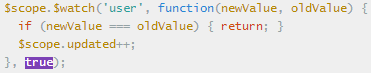 $scope.$watch('user', function(newValue, oldValue) {
  if (newValue === oldValue) { return; }
  $scope.updated++;
}, true);